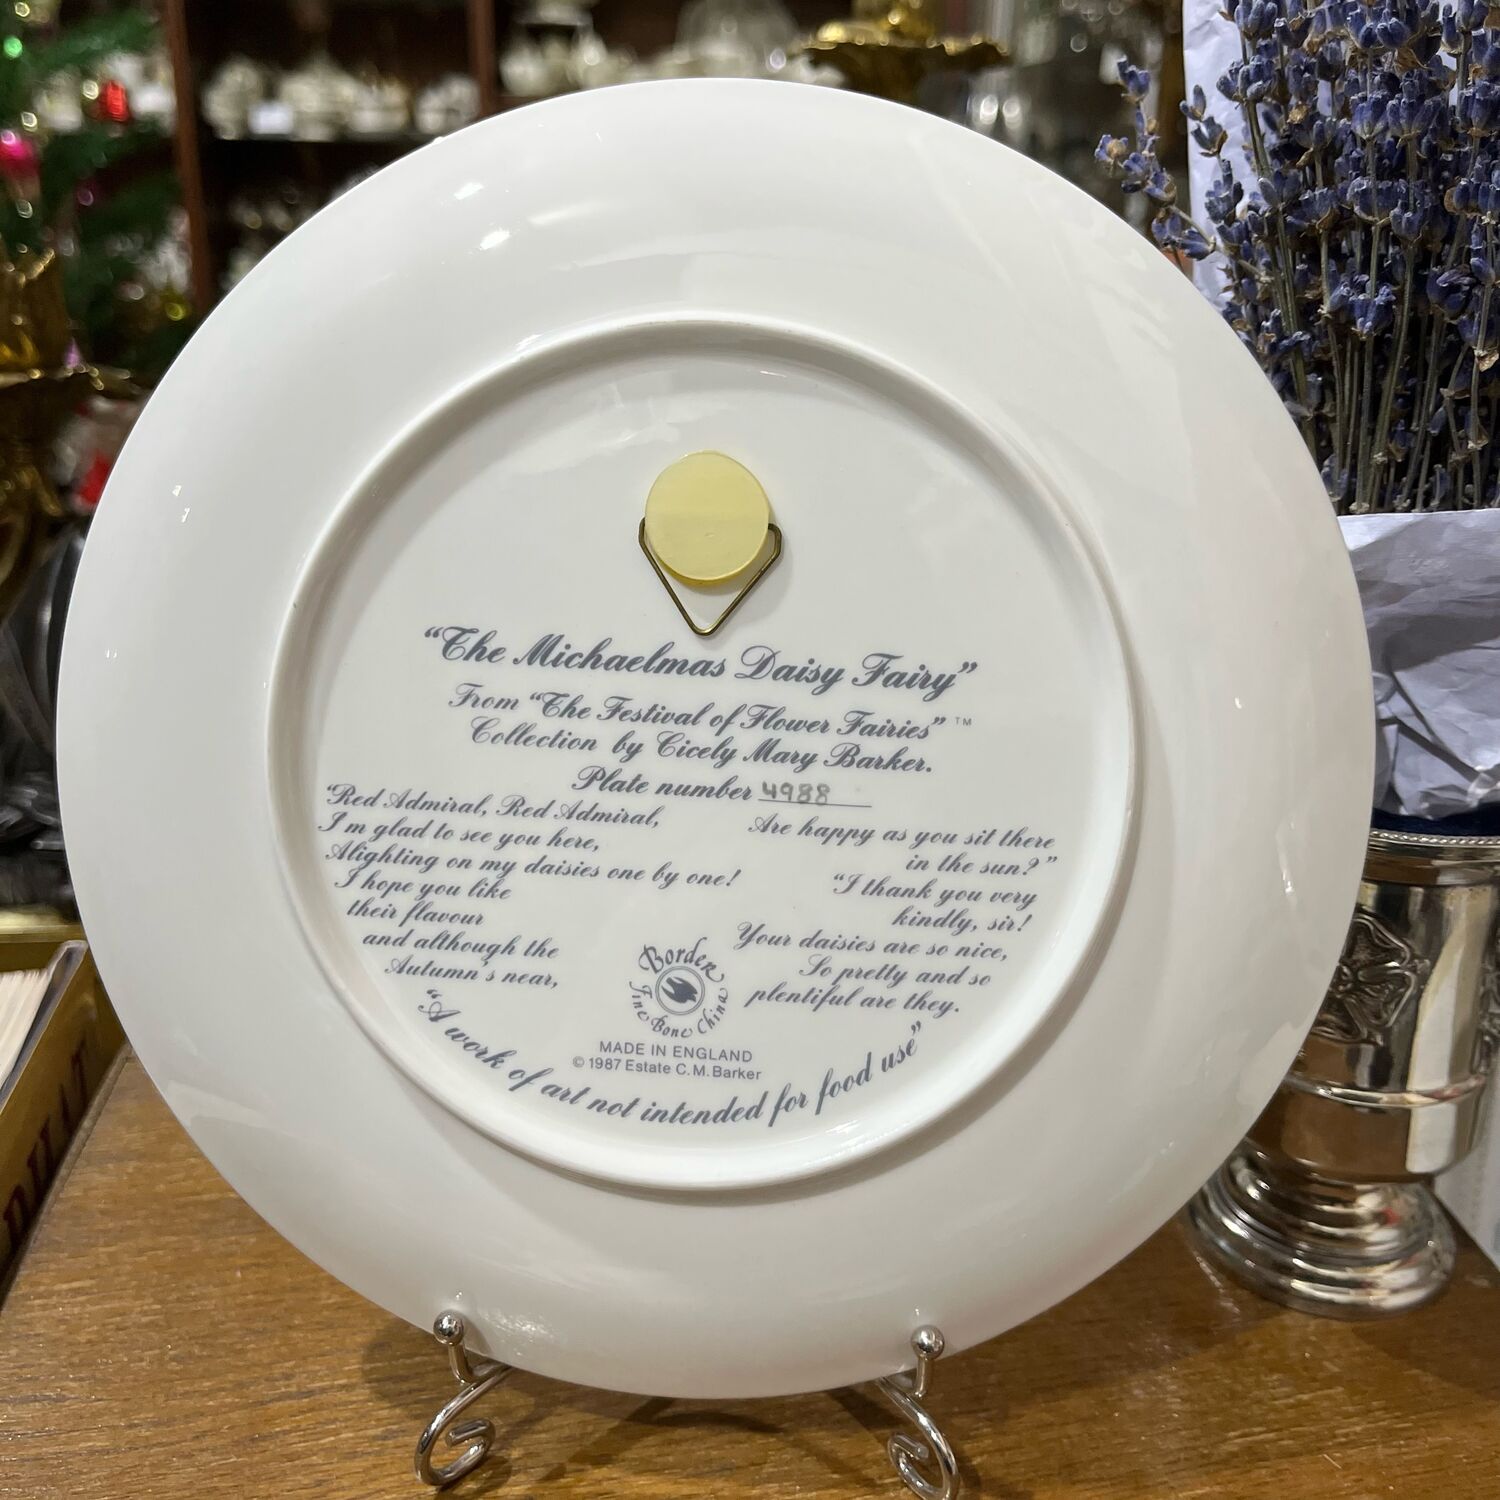 “The Michaelmas Daisy Fairy”
From “The Festival of Flower Fairies” ™
Collection by Cicely Mary Barker.
Plate number 4988
“Red Admiral, Red Admiral,
I'm glad to see you here,
Alighting on my daisies one by one!
I hope you like
their flavour
and although the
Autumn's near,
Are happy as you sit there
in the sun?”
“I thank you very
kindly, sir!
Your daisies are so nice,
So pretty and so
plentiful are they.
Border
Fine Bone China
MADE IN ENGLAND
© 1987 Estate C. M. Barker
“A work of art not intended for food use”